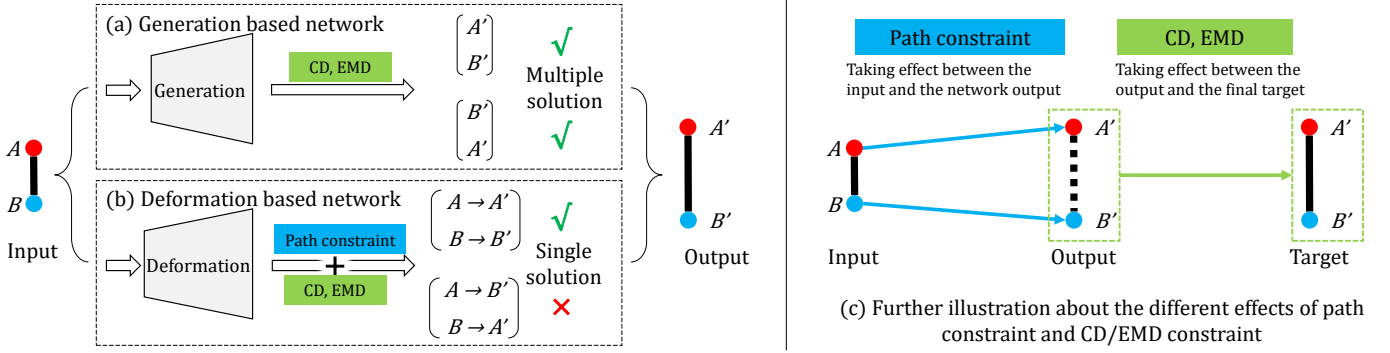 (a) Generation based network
Generation
CD, EMD
A′
B′
B′
A′
√
Multiple
solution
√
A
B
Input
(b) Deformation based network
Deformation
Path constraint
+
CD, EMD
A → A′
B → B′
A → B′
B → A′
√
Single
solution
×
A′
B′
Output
Path constraint
Taking effect between the
input and the network output
CD, EMD
Taking effect between the
output and the final target
A
B
Input
A′
B′
Output
A′
B′
Target
(c) Further illustration about the different effects of path
constraint and CD/EMD constraint